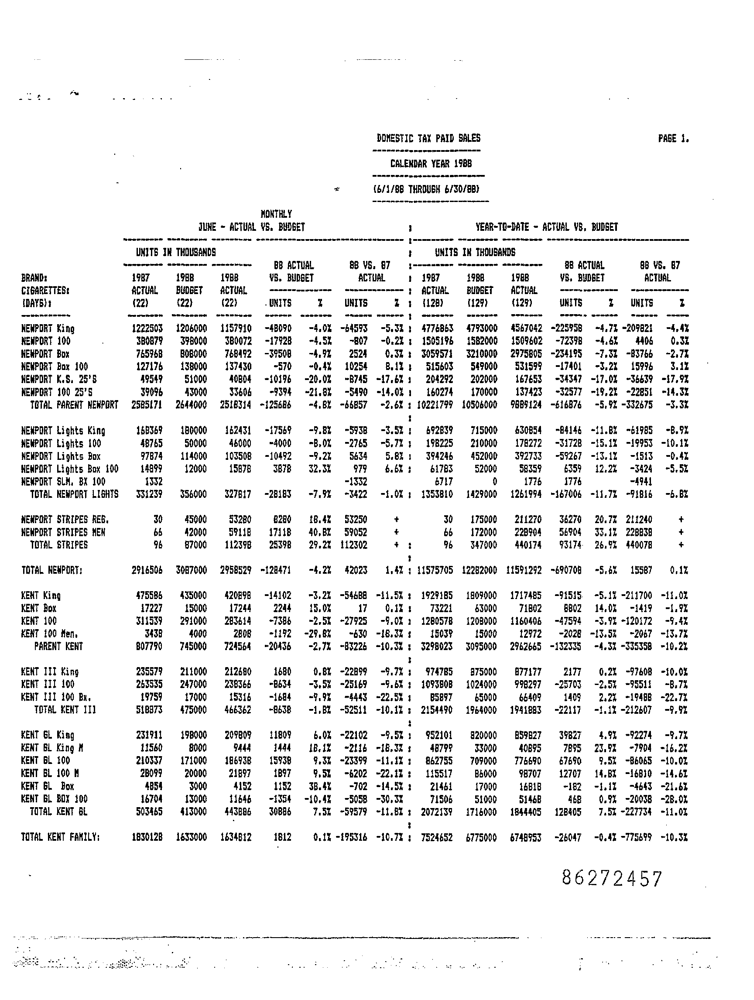 DOMESTIC TAX PAID SALES PAGE 1.
CALENDAR YEAR 1988
(6/1/88 THROUGH 6/30/88)
MONTHLY
JUNE - ACTUAL VS. BUDGET : YEAR-TO-DATE - ACTUAL VS. BUDGET
UNITS IN THOUSANDS : UNITS IN THOUSANDS
88 ACTUAL 88 VS. 87 : 88 ACTUAL 88 VS. 87
BRAND: 1987 1988 1988 VS. BUDGET ACTUAL : 1987 1988 1988 VS. BUDGET ACTUAL
CIGARETTES: ACTUAL BUDGET ACTUAL : ACTUAL BUDGET ACTUAL
(DAYS): (22) (22) (22) UNITS % UNITS % : (128) (129) (129) UNITS % UNITS %
NEWPORT King 1222503 1206000 1157910 -48090 -4.0% -64593 -5.3% : 4776863 4793000 4567042 -225958 -4.7% -209821 -4.4%
NEWPORT 100 380879 398000 380072 -17928 -4.5% -807 -0.2% : 1505196 1582000 1509602 -72398 -4.6% 4406 0.3%
NEWPORT Box 765968 808000 768492 -39508 -4.9% 2524 0.3% : 3059571 3210000 2975805 -234195 -7.3% -83766 -2.7%
NEWPORT Box 100 127176 138000 137430 -570 -0.4% 10254 8.1% : 515603 549000 531599 -17401 -3.2% 15996 3.1%
NEWPORT K.S. 25'S 49549 51000 40804 -10196 -20.0% -8745 -17.6% : 204292 202000 167653 -34347 -17.0% -36639 -17.9%
NEWPORT 100 25'S 39096 43000 33606 -9394 -21.8% -5490 -14.0% : 160274 170000 137423 -32577 -19.2% -22851 -14.3%
TOTAL PARENT NEWPORT 2585171 2644000 2518314 -125686 -4.8% -66857 -2.6% : 10221799 10506000 9889124 -616876 -5.9% -332675 -3.3%
NEWPORT Lights King 168369 180000 162431 -17569 -9.8% -5938 -3.5% : 692839 715000 630854 -84146 -11.8% -61985 -8.9%
NEWPORT Lights 100 48765 50000 46000 -4000 -8.0% -2765 -5.7% : 198225 210000 178272 -31728 -15.1% -19953 -10.1%
NEWPORT Lights Box 97874 114000 103508 -10492 -9.2% 5634 5.8% : 394246 452000 392733 -59267 -13.1% -1513 -0.4%
NEWPORT Lights Box 100 14899 12000 15878 3878 32.3% 979 6.6% : 61783 52000 58359 6359 12.2% -3424 -5.5%
NEWPORT SLM. BX 100 1332 -1332 6717 0 1776 1776 -4941
TOTAL NEWPORT LIGHTS 331239 356000 327817 -28183 -7.9% -3422 -1.0% : 1353810 1429000 1261994 -167006 -11.7% -91816 -6.8%
NEWPORT STRIPES REG. 30 45000 53280 8280 18.4% 53250 + 30 175000 211270 36270 20.7% 211240 +
NEWPORT STRIPES MEN 66 42000 59118 17118 40.8% 59052 + 66 172000 228904 56904 33.1% 228838 +
TOTAL STRIPES 96 87000 112398 25398 29.2% 112302 + : 96 347000 440174 93174 26.9% 440078 +
TOTAL NEWPORT: 2916506 3087000 2958529 -128471 -4.2% 42023 1.4% : 11575705 12282000 11591292 -690708 -5.6% 15587 0.1%
KENT King 475586 435000 420898 -14102 -3.2% -54688 -11.5% : 1929185 1809000 1717485 -91515 -5.1% -211700 -11.0%
KENT Box 17227 15000 17244 2244 15.0% 17 0.1% : 73221 63000 71802 8802 14.0% -1419 -1.9%
KENT 100 311539 291000 283614 -7386 -2.5% -27925 -9.0% : 1280578 1208000 1160406 -47594 -3.9% -120172 -9.4%
KENT 100 Men. 3438 4000 2808 -1192 -29.8% -630 -18.3% : 15039 15000 12972 -2028 -13.5% -2067 -13.7%
PARENT KENT 807790 745000 724564 -20436 -2.7% -83226 -10.3% : 3298023 3095000 2962665 -132335 -4.3% -335358 -10.2%
KENT III King 235579 211000 212680 1680 0.8% -22899 -9.7% : 974785 875000 877177 2177 0.2% -97608 -10.0%
KENT III 100 263535 247000 238366 -8634 -3.5% -25169 -9.6% : 1093808 1024000 998297 -25703 -2.5% -95511 -8.7%
KENT III 100 Bx. 19759 17000 15316 -1684 -9.9% -4443 -22.5% : 85897 65000 66409 1409 2.2% -19488 -22.7%
TOTAL KENT III 518873 475000 466362 -8638 -1.8% -52511 -10.1% : 2154490 1964000 1941883 -22117 -1.1% -212607 -9.9%
KENT GL King 231911 198000 209809 11809 6.0% -22102 -9.5% : 952101 820000 859827 39827 4.9% -92274 -9.7%
KENT GL King M 11560 8000 9444 1444 18.1% -2116 -18.3% : 48799 33000 40895 7895 23.9% -7904 -16.2%
KENT GL 100 210337 171000 186938 15938 9.3% -23399 -11.1% : 862755 709000 776690 67690 9.5% -86065 -10.0%
KENT GL 100 M 28099 20000 21897 1897 9.5% -6202 -22.1% : 115517 86000 98707 12707 14.8% -16810 -14.6%
KENT GL Box 4854 3000 4152 1152 38.4% -702 -14.5% : 21461 17000 16818 -182 -1.1% -4643 -21.6%
KENT GL BOX 100 16704 13000 11646 -1354 -10.4% -5058 -30.3% 71506 51000 51468 468 0.9% -20038 -28.0%
TOTAL KENT GL 503465 413000 443886 30886 7.5% -59579 -11.8% : 2072139 1716000 1844405 128405 7.5% -227734 -11.0%
TOTAL KENT FAMILY: 1830128 1633000 1634812 1812 0.1% -195316 -10.7% : 7524652 6775000 6748953 -26047 -0.4% -775699 -10.3%
86272457